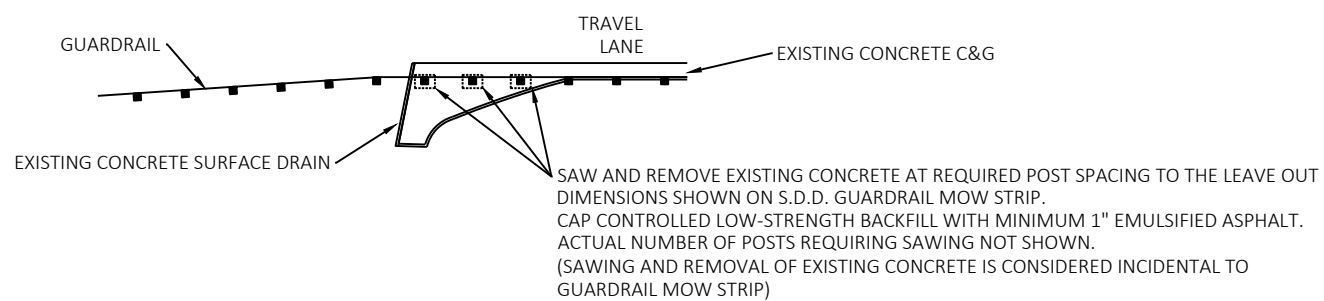 TRAVEL
LANE
GUARDRAIL
EXISTING CONCRETE C&G
EXISTING CONCRETE SURFACE DRAIN
SAW AND REMOVE EXISTING CONCRETE AT REQUIRED POST SPACING TO THE LEAVE OUT
DIMENSIONS SHOWN ON S.D.D. GUARDRAIL MOW STRIP.
CAP CONTROLLED LOW-STRENGTH BACKFILL WITH MINIMUM 1" EMULSIFIED ASPHALT.
ACTUAL NUMBER OF POSTS REQUIRING SAWING NOT SHOWN.
(SAWING AND REMOVAL OF EXISTING CONCRETE IS CONSIDERED INCIDENTAL TO
GUARDRAIL MOW STRIP)